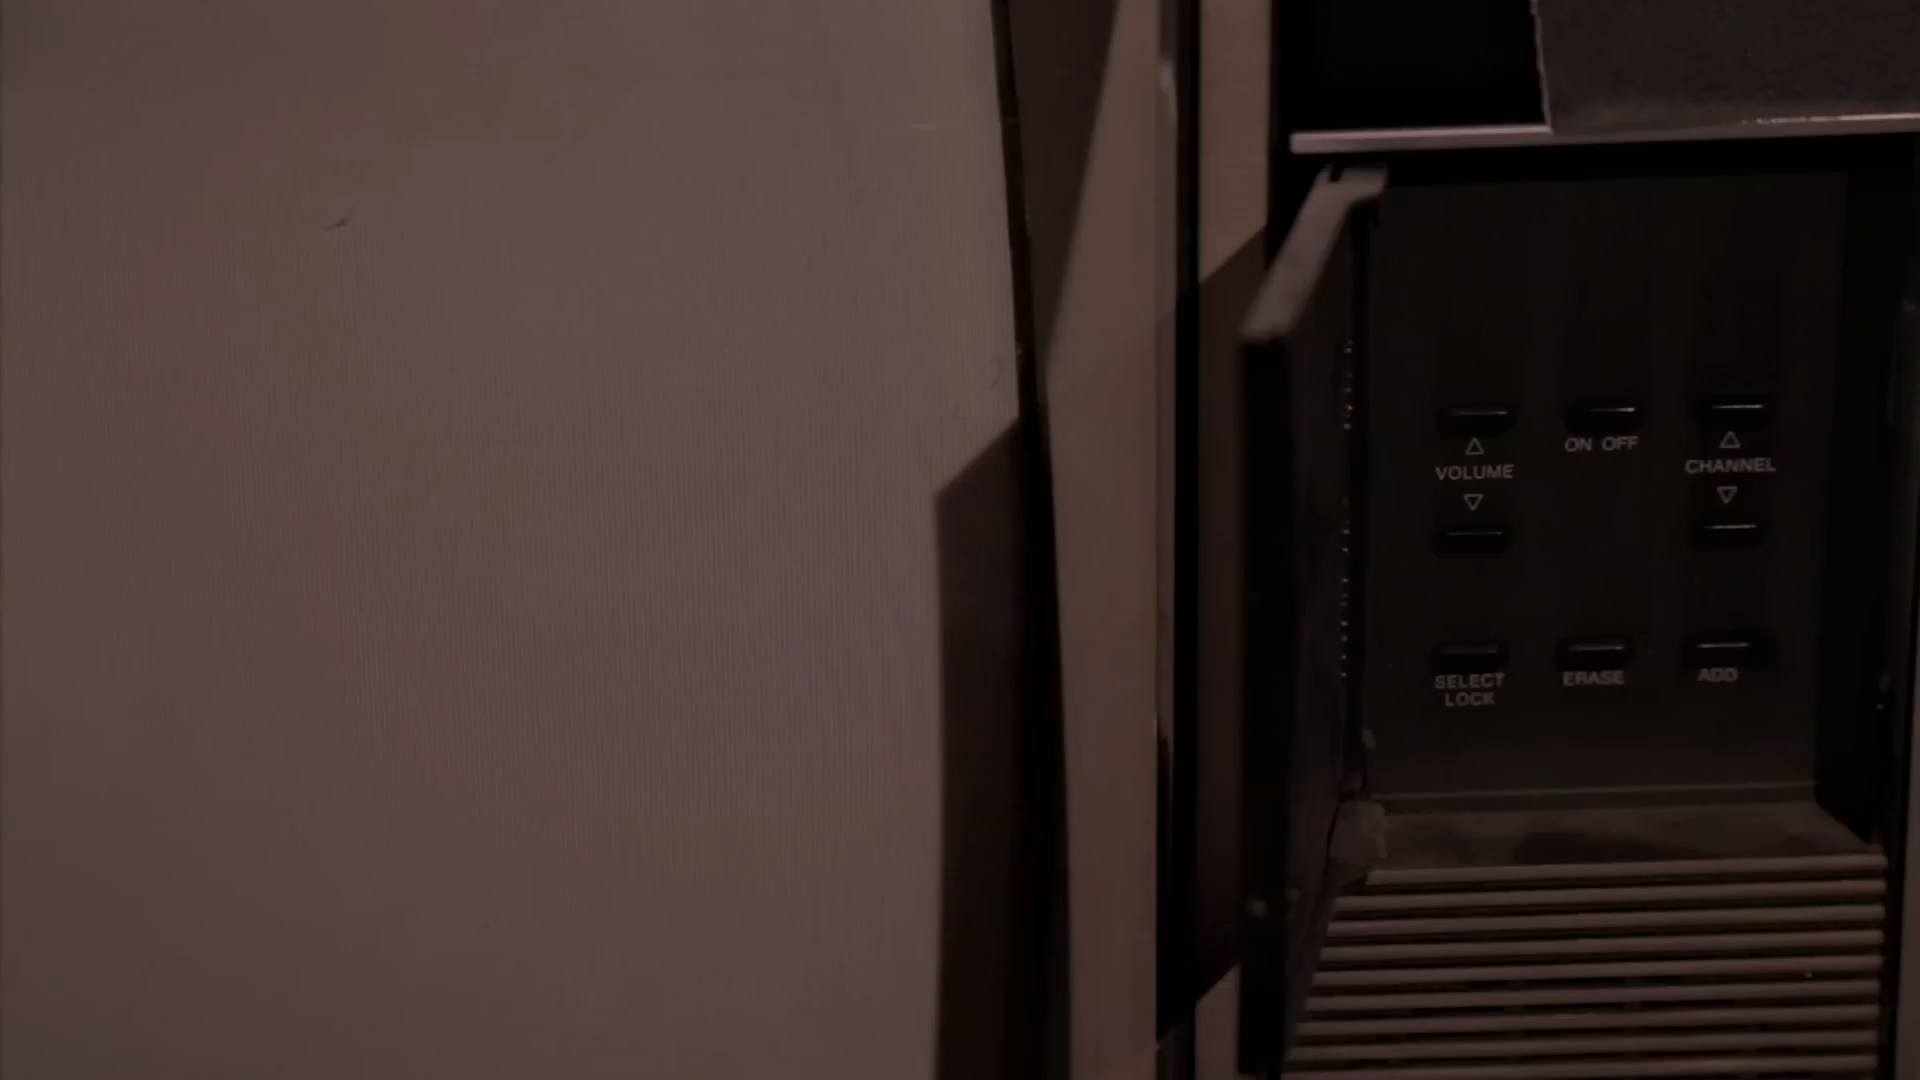 ON OFF
△ △
VOLUME CHANNEL
▽ ▽
SELECT ERASE ADD
LOCK